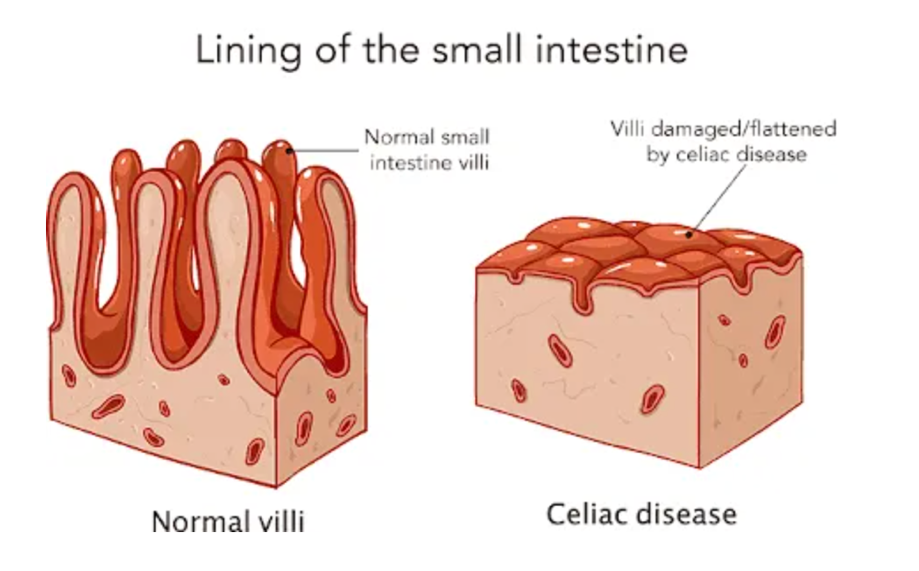 Lining of the small intestine
Normal small
intestine villi
Villi damaged/flattened
by celiac disease
Normal villi
Celiac disease